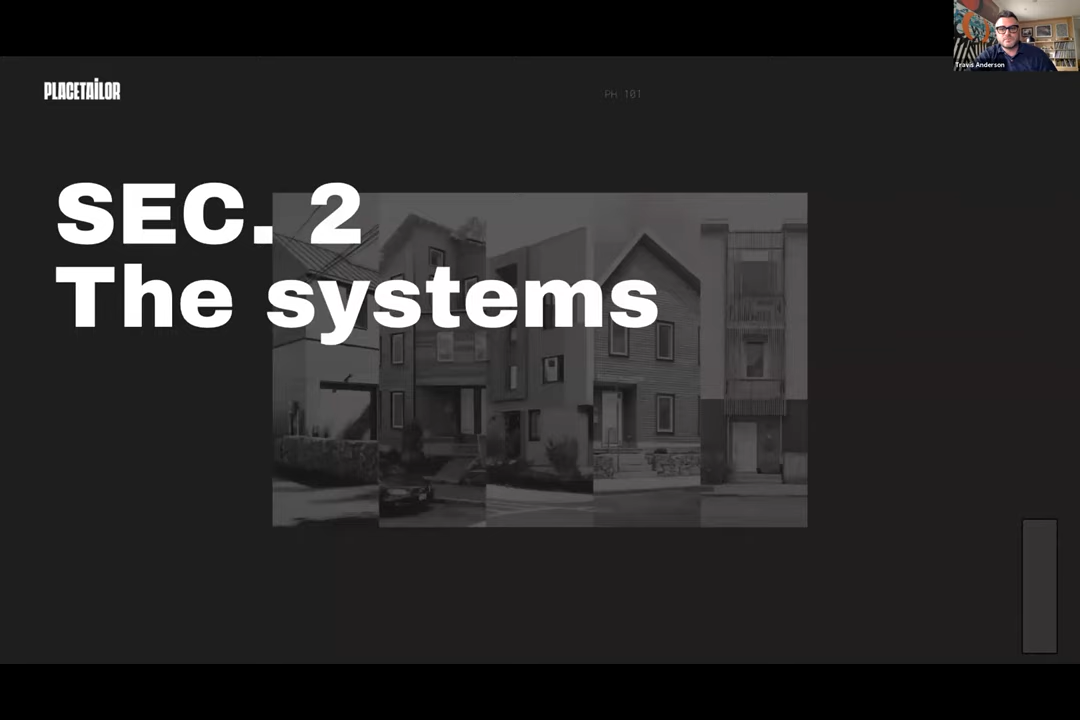 Travis Anderson
PLACETAILOR
PH 101
SEC. 2
The systems